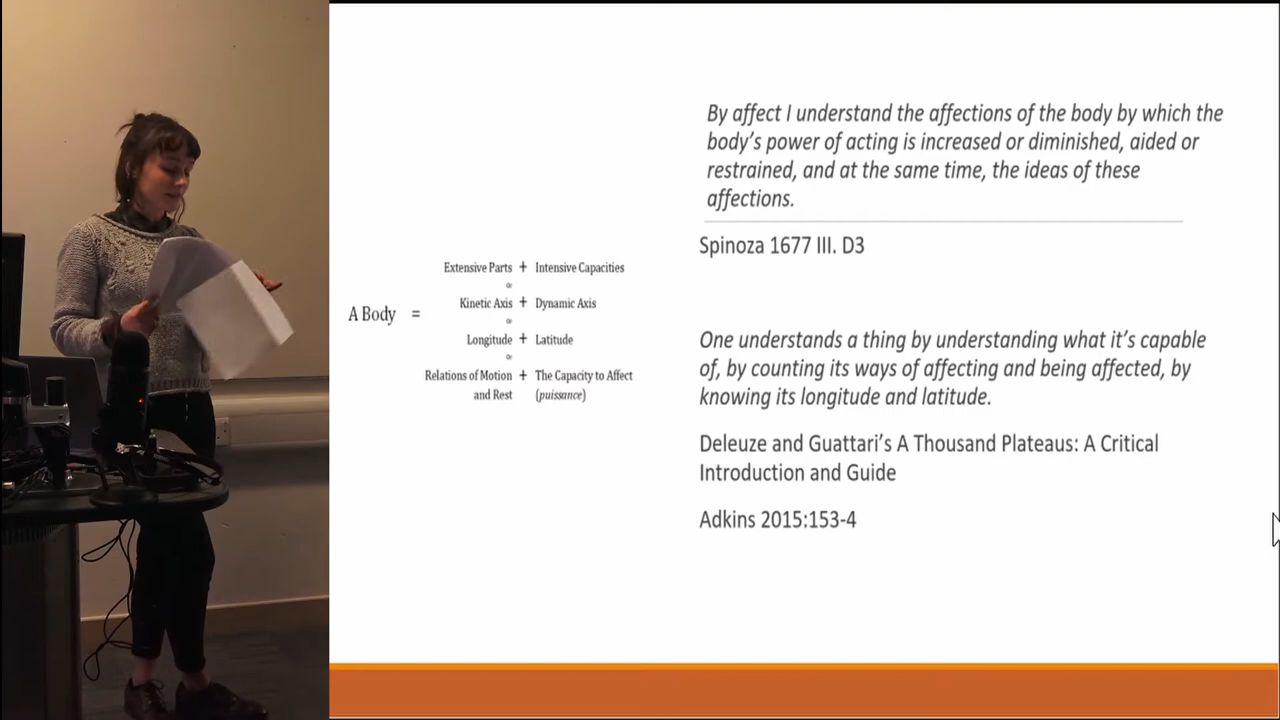 By affect I understand the affections of the body by which the
body's power of acting is increased or diminished, aided or
restrained, and at the same time, the ideas of these
affections.
Spinoza 1677 III. D3
A Body =
Extensive Parts + Intensive Capacities
or
Kinetic Axis + Dynamic Axis
or
Longitude + Latitude
or
Relations of Motion + The Capacity to Affect
and Rest (puissance)
One understands a thing by understanding what it's capable
of, by counting its ways of affecting and being affected, by
knowing its longitude and latitude.
Deleuze and Guattari's A Thousand Plateaus: A Critical
Introduction and Guide
Adkins 2015:153-4